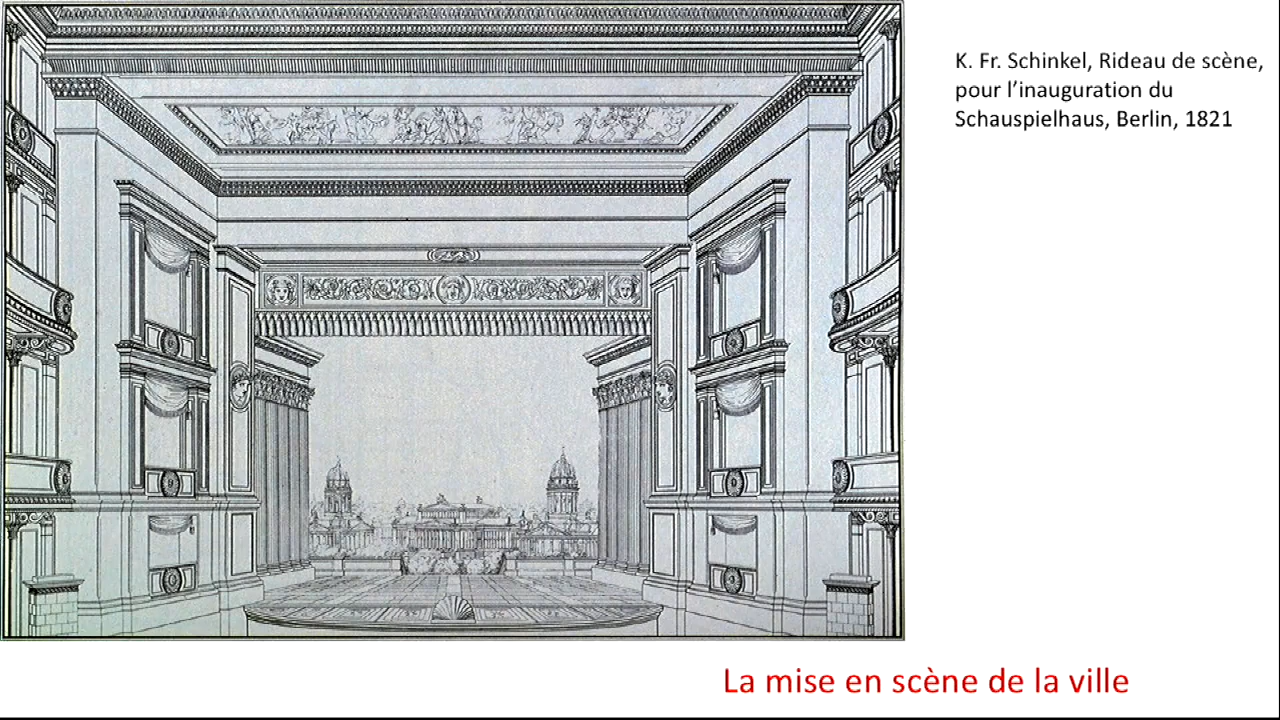 K. Fr. Schinkel, Rideau de scène,
pour l’inauguration du
Schauspielhaus, Berlin, 1821
La mise en scène de la ville